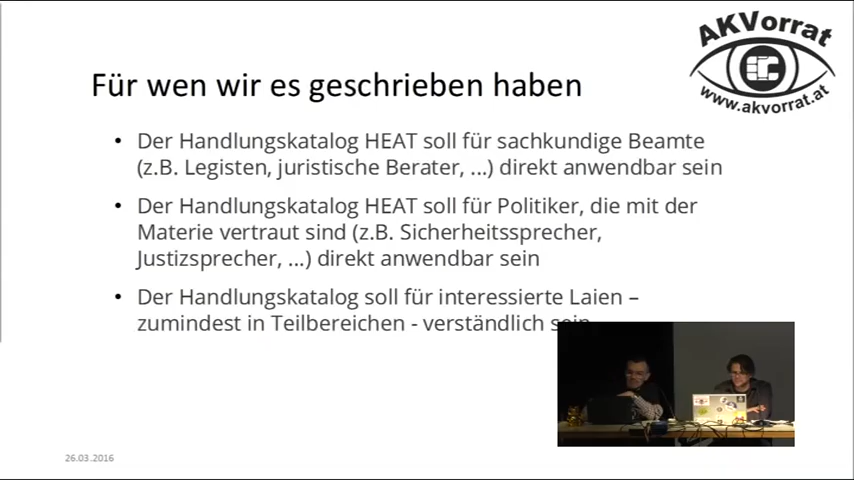 AKVorrat
www.akvorrat.at
Für wen wir es geschrieben haben
• Der Handlungskatalog HEAT soll für sachkundige Beamte
(z.B. Legisten, juristische Berater, ...) direkt anwendbar sein
• Der Handlungskatalog HEAT soll für Politiker, die mit der
Materie vertraut sind (z.B. Sicherheitssprecher,
Justizsprecher, ...) direkt anwendbar sein
• Der Handlungskatalog soll für interessierte Laien –
zumindest in Teilbereichen - verständlich sein
26.03.2016